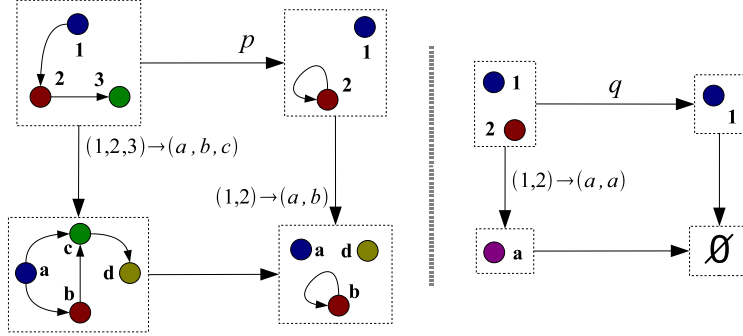 1
2
3
p
1
2
(1,2,3)→(a, b, c)
(1,2)→(a, b)
c
a
b
d
a
d
b
1
2
q
1
(1,2)→(a, a)
a
∅